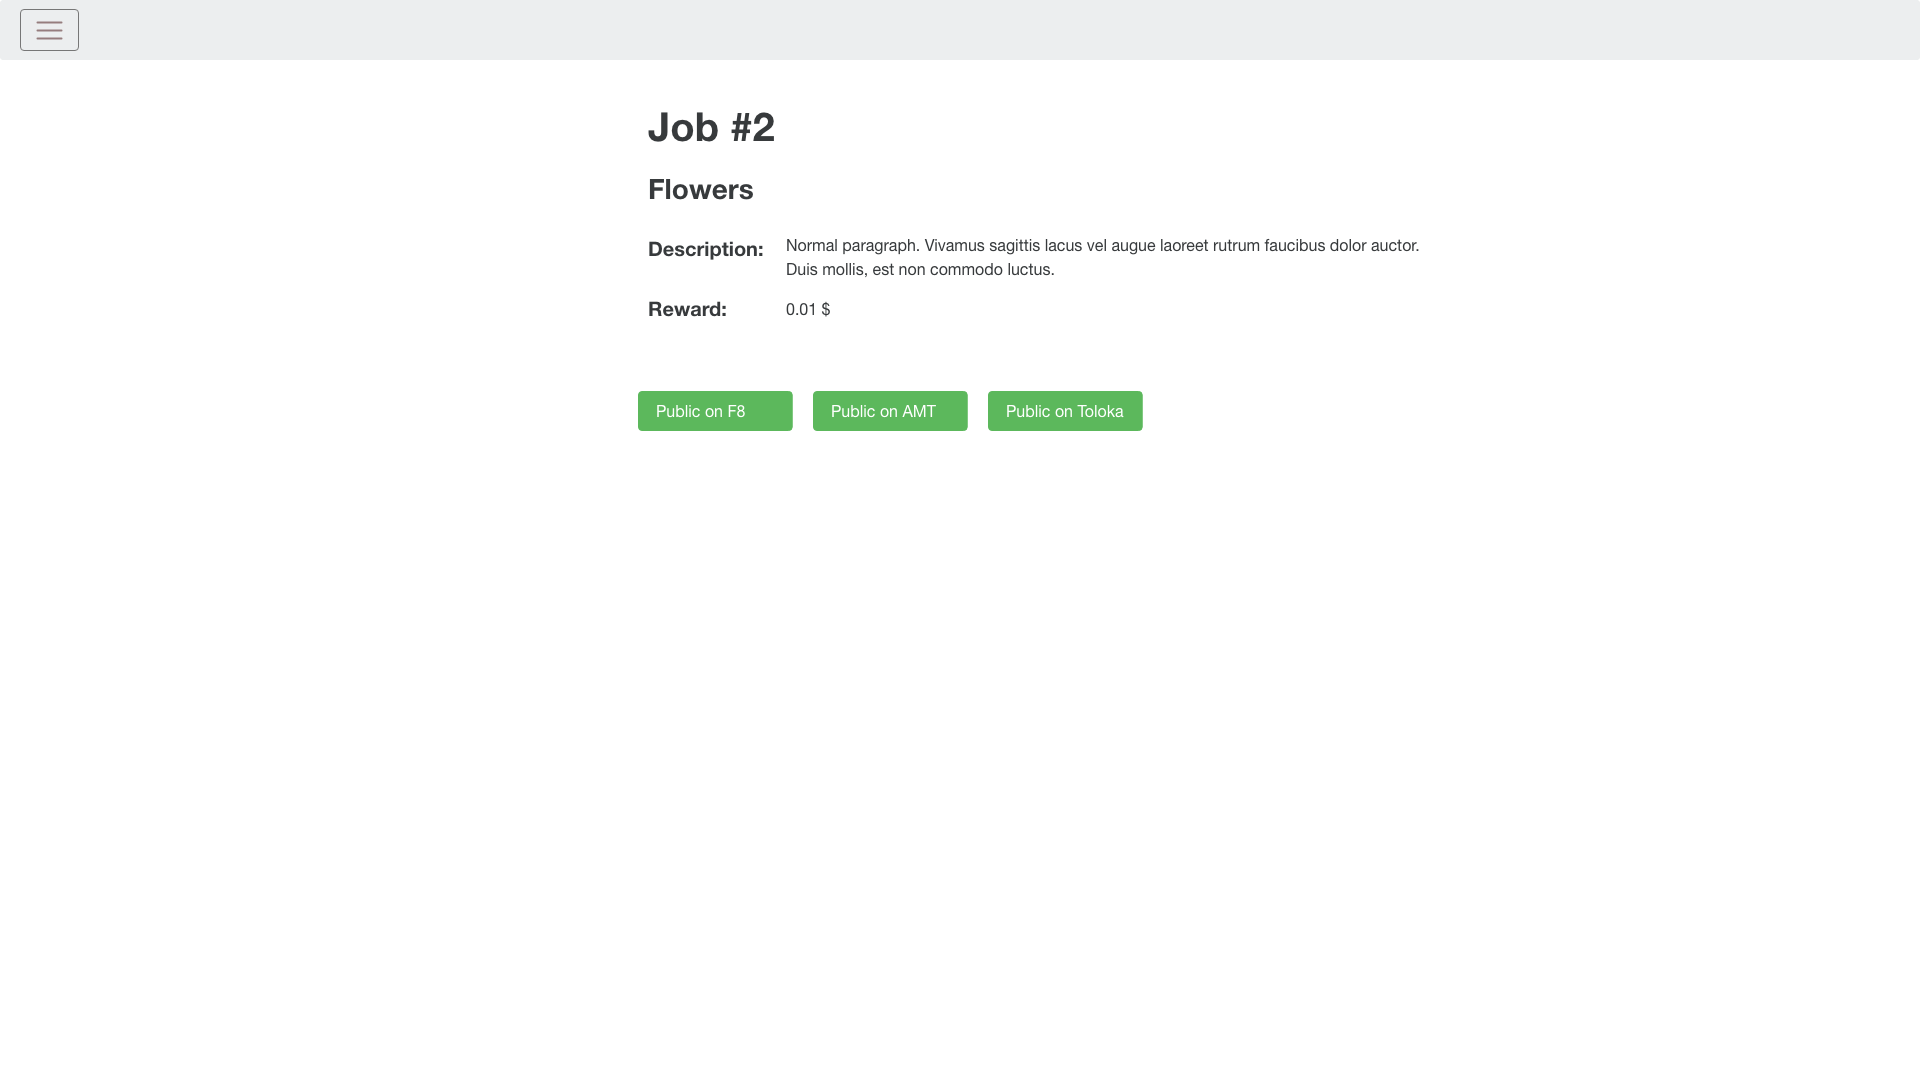 Job #2
Flowers
Description:
Normal paragraph. Vivamus sagittis lacus vel augue laoreet rutrum faucibus dolor auctor.
Duis mollis, est non commodo luctus.
Reward:
0.01 $
Public on F8
Public on AMT
Public on Toloka